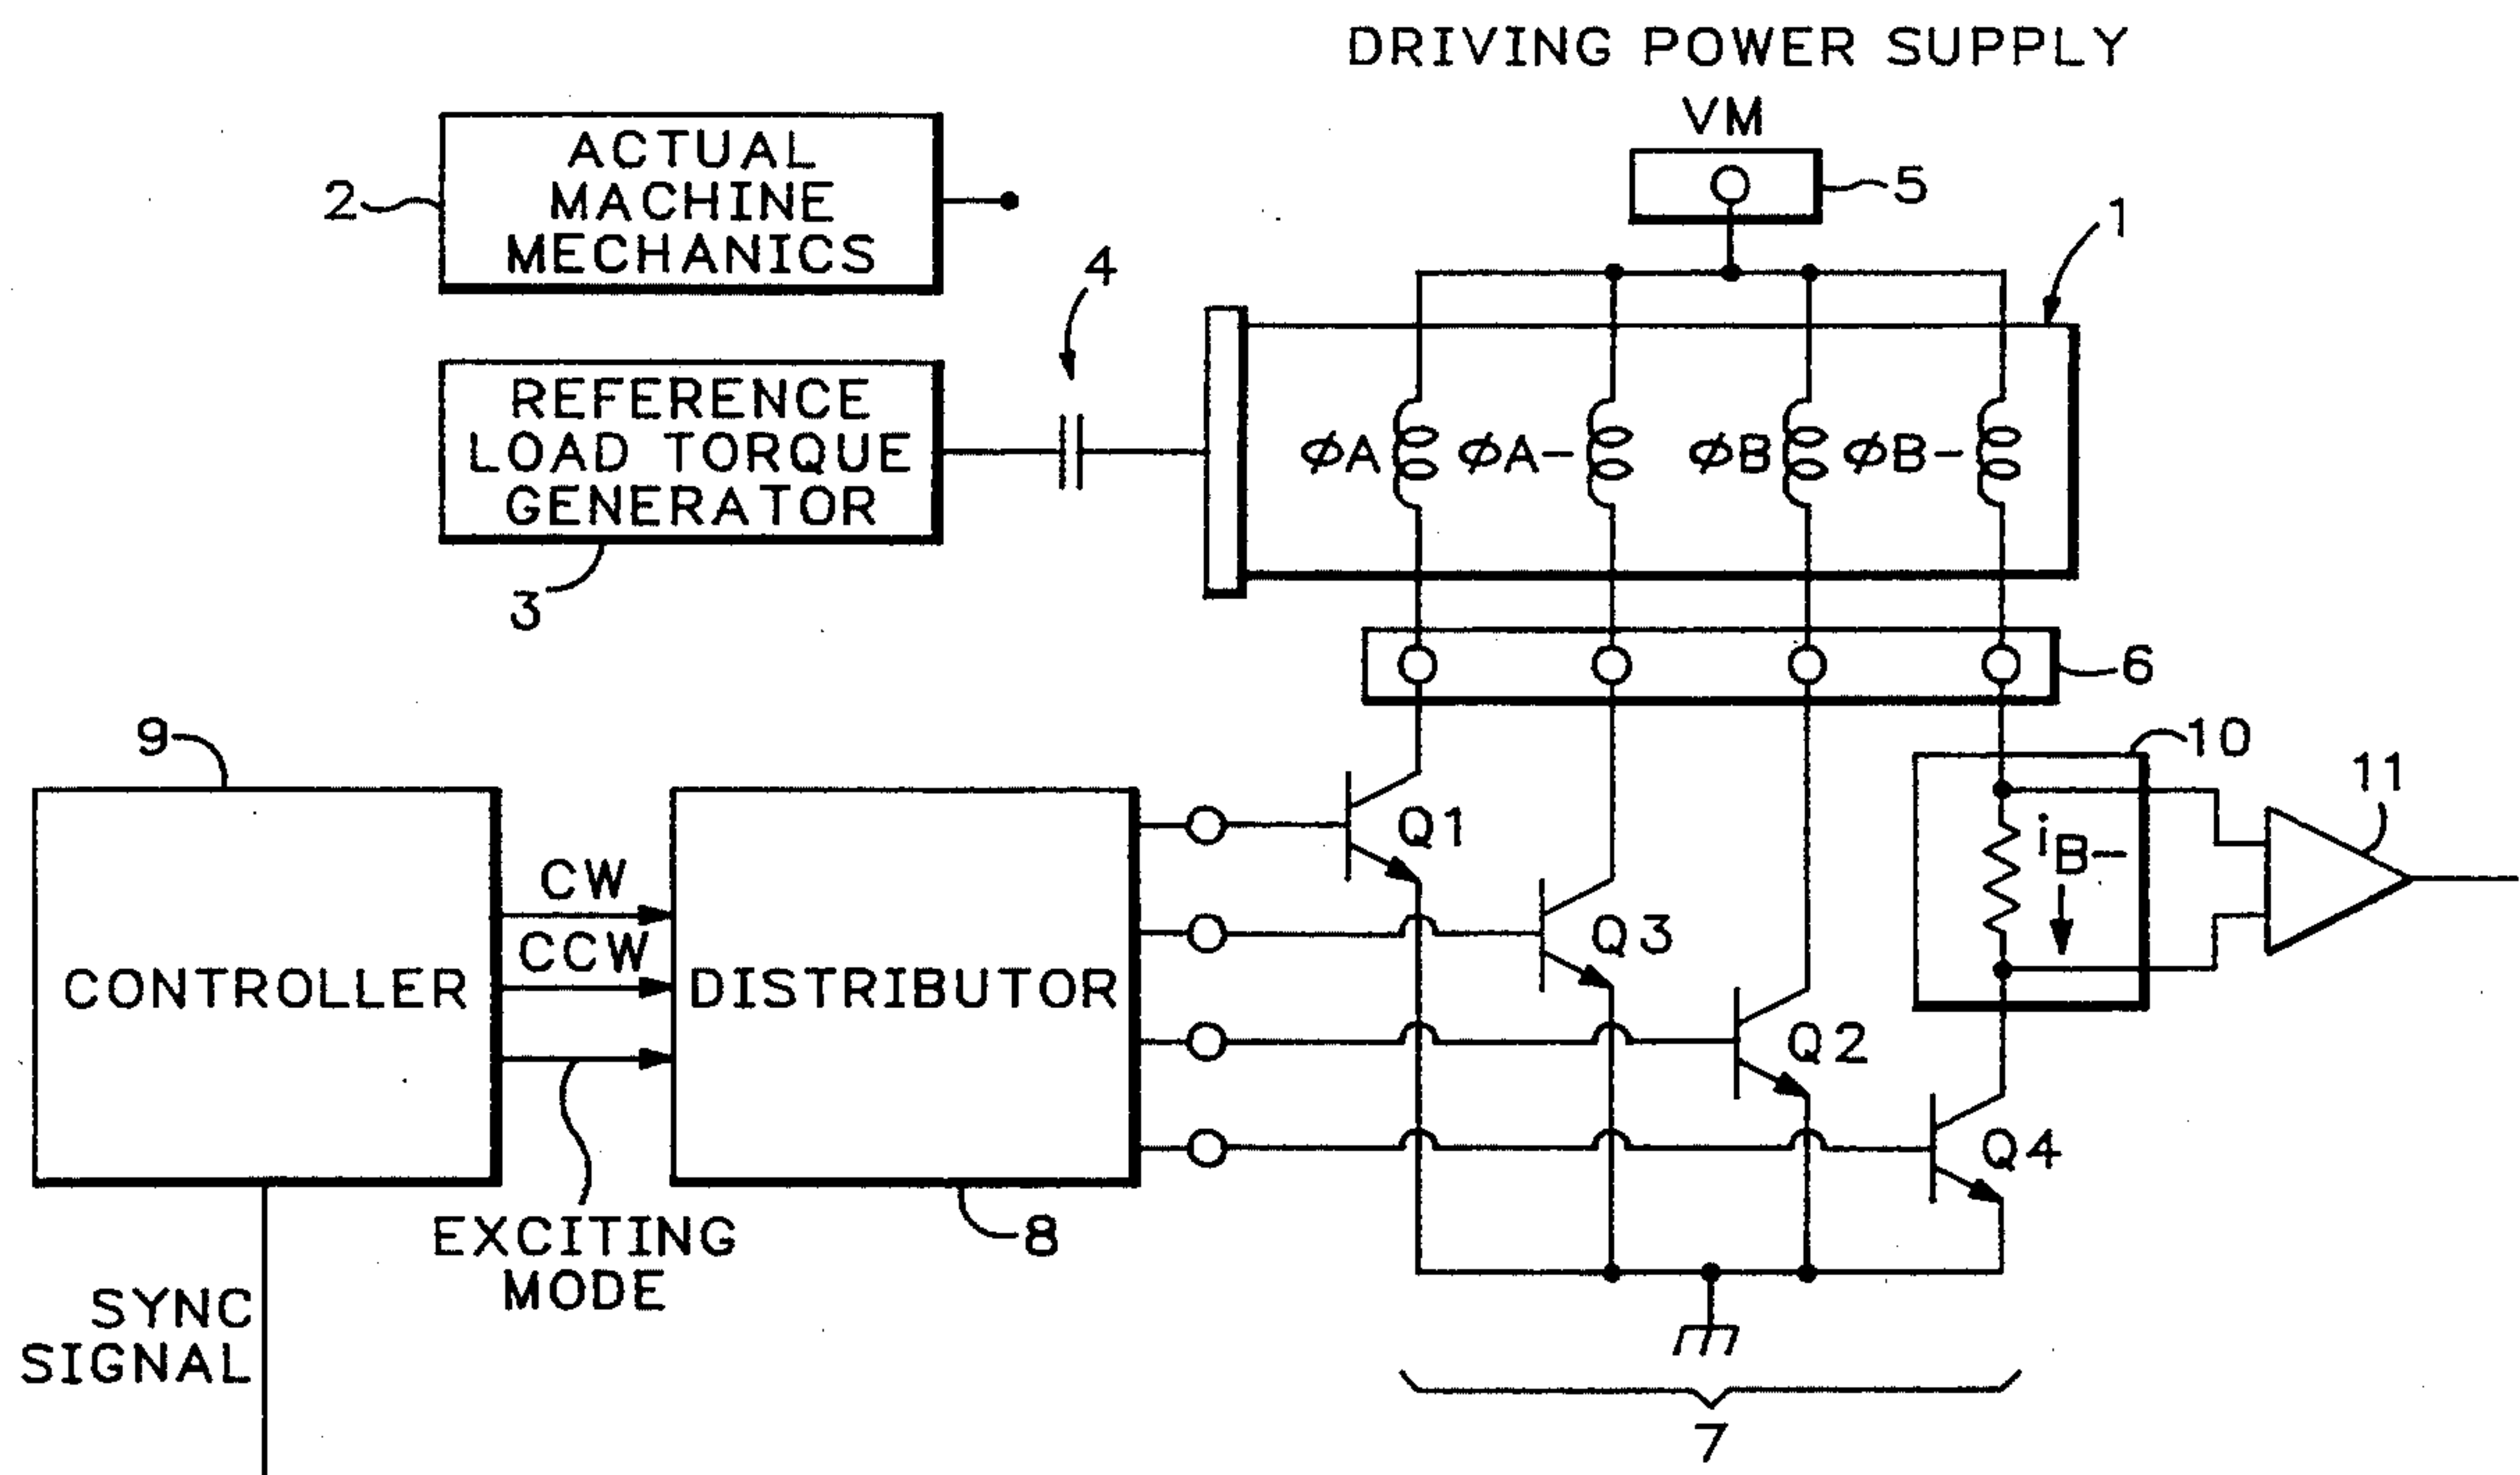 DRIVING POWER SUPPLY
VM
5
1
ACTUAL
MACHINE
MECHANICS
2
4
REFERENCE
LOAD TORQUE
GENERATOR
3
ϕA
ϕA-
ϕB
ϕB-
6
9
10
11
CONTROLLER
CW
CCW
DISTRIBUTOR
Q1
Q3
Q2
Q4
iB-
EXCITING
MODE
8
SYNC
SIGNAL
7